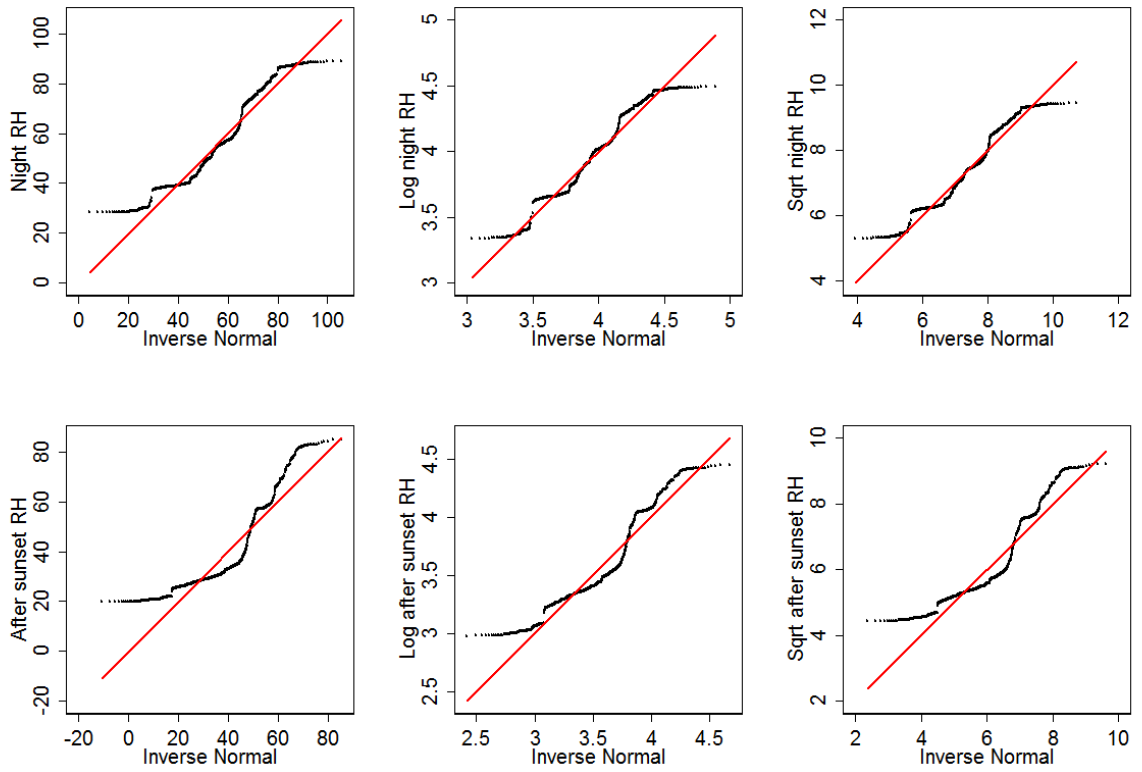 Night RH
0 20 40 60 80 100
0 20 40 60 80 100
Inverse Normal
Log night RH
3 3.5 4 4.5 5
3 3.5 4 4.5 5
Inverse Normal
Sqrt night RH
4 6 8 10 12
4 6 8 10 12
Inverse Normal
After sunset RH
-20 0 20 40 60 80
-20 0 20 40 60 80
Inverse Normal
Log after sunset RH
2.5 3 3.5 4 4.5
2.5 3 3.5 4 4.5
Inverse Normal
Sqrt after sunset RH
2 4 6 8 10
2 4 6 8 10
Inverse Normal